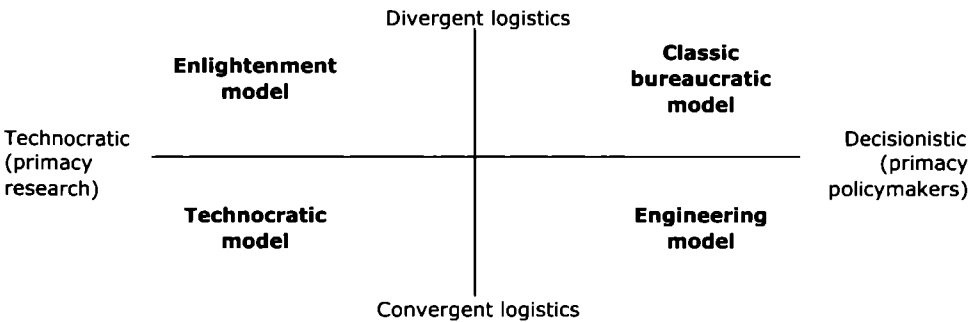 Divergent logistics
Enlightenment
model
Classic
bureaucratic
model
Technocratic
(primacy
research)
Decisionistic
(primacy
policymakers)
Technocratic
model
Engineering
model
Convergent logistics